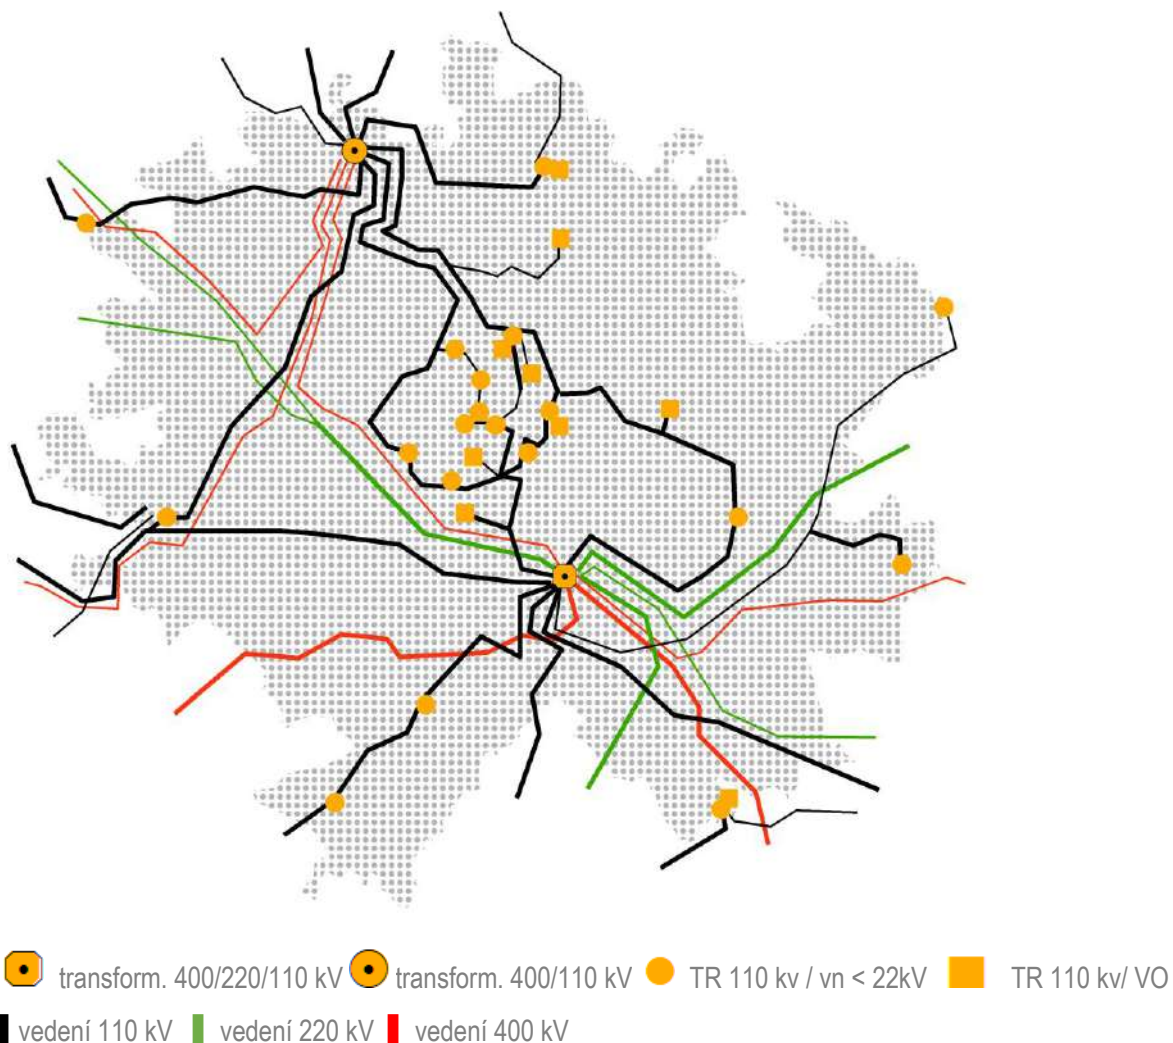 transform. 400/220/110 kV transform. 400/110 kV TR 110 kv / vn < 22kV TR 110 kv/ VO
vedení 110 kV vedení 220 kV vedení 400 kV